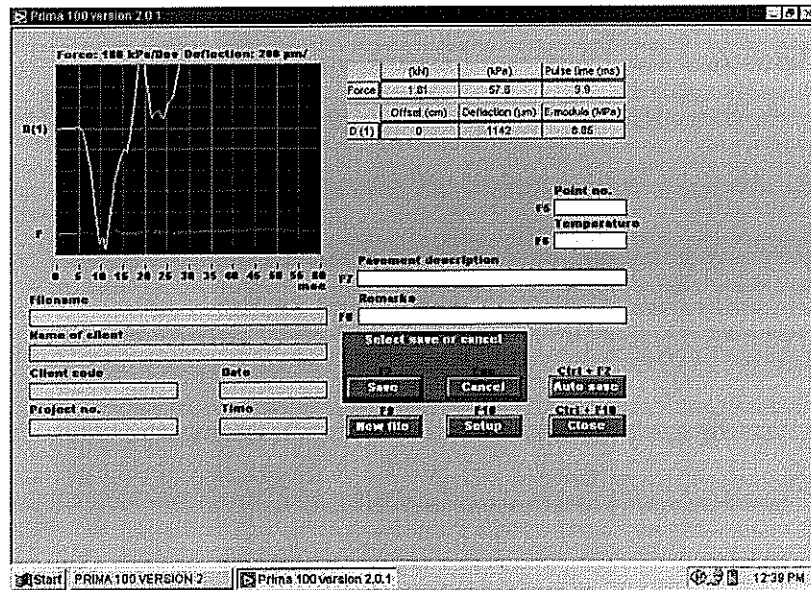 Prima 100 version 2.0.1
Force: 100 kPa/Dev Deflection: 200 µm/
D(1)
F
0 5 10 15 20 25 30 35 40 45 50 55 60
msec
(kN) (kPa) Pulse time (ms)
Force 1.81 57.6 9.9
Offset (cm) Deflection (µm) E-module (MPa)
D (1) 0 1142
Point no.
F5
Temperature
F6
Pavement description
F7
Remarks
F8
Filename
Name of client
Client code Date
Project no. Time
Select save or cancel
Save Cancel
Ctrl + F7
Auto save
F9 F10 Ctrl + F10
New file Setup Close
Start PRIMA 100 VERSION 2 Prima 100 version 2.0.1 12:39 PM